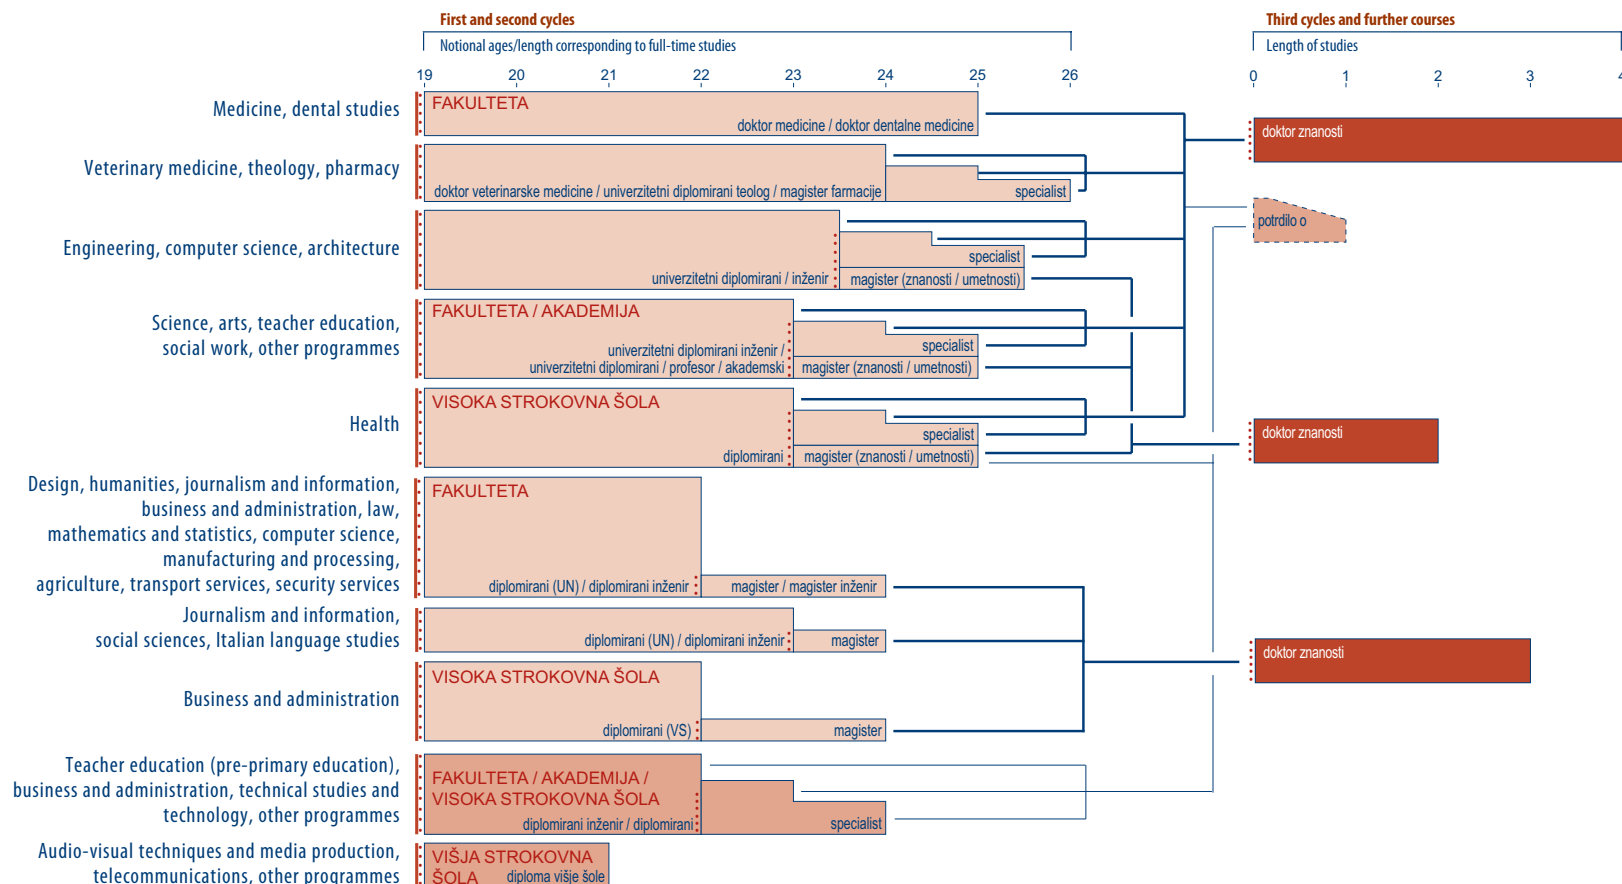 First and second cycles
Third cycles and further courses
Notional ages/length corresponding to full-time studies
Length of studies
19 20 21 22 23 24 25 26
0 1 2 3 4
Medicine, dental studies
FAKULTETA
doktor medicine / doktor dentalne medicine
doktor znanosti
Veterinary medicine, theology, pharmacy
doktor veterinarske medicine / univerzitetni diplomirani teolog / magister farmacije
specialist
potrdilo o
Engineering, computer science, architecture
specialist
univerzitetni diplomirani / inženir
magister (znanosti / umetnosti)
Science, arts, teacher education,
social work, other programmes
FAKULTETA / AKADEMIJA
univerzitetni diplomirani inženir /
univerzitetni diplomirani / profesor / akademski
specialist
magister (znanosti / umetnosti)
Health
VISOKA STROKOVNA ŠOLA
diplomirani
specialist
magister (znanosti / umetnosti)
doktor znanosti
Design, humanities, journalism and information,
business and administration, law,
mathematics and statistics, computer science,
manufacturing and processing,
agriculture, transport services, security services
FAKULTETA
diplomirani (UN) / diplomirani inženir
magister / magister inženir
Journalism and information,
social sciences, Italian language studies
diplomirani (UN) / diplomirani inženir
magister
doktor znanosti
Business and administration
VISOKA STROKOVNA ŠOLA
diplomirani (VS)
magister
Teacher education (pre-primary education),
business and administration, technical studies and
technology, other programmes
FAKULTETA / AKADEMIJA /
VISOKA STROKOVNA ŠOLA
diplomirani inženir / diplomirani
specialist
Audio-visual techniques and media production,
telecommunications, other programmes
VIŠJA STROKOVNA
ŠOLA diploma višje šole